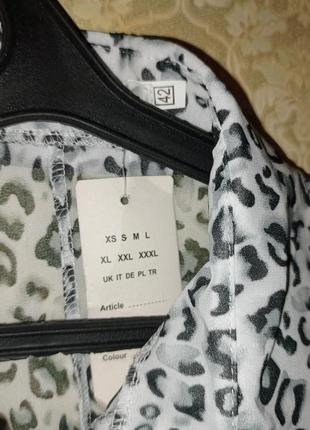 42
XS S M L
XL XXL XXXL
UK IT DE PL TR
Article ............
Colour